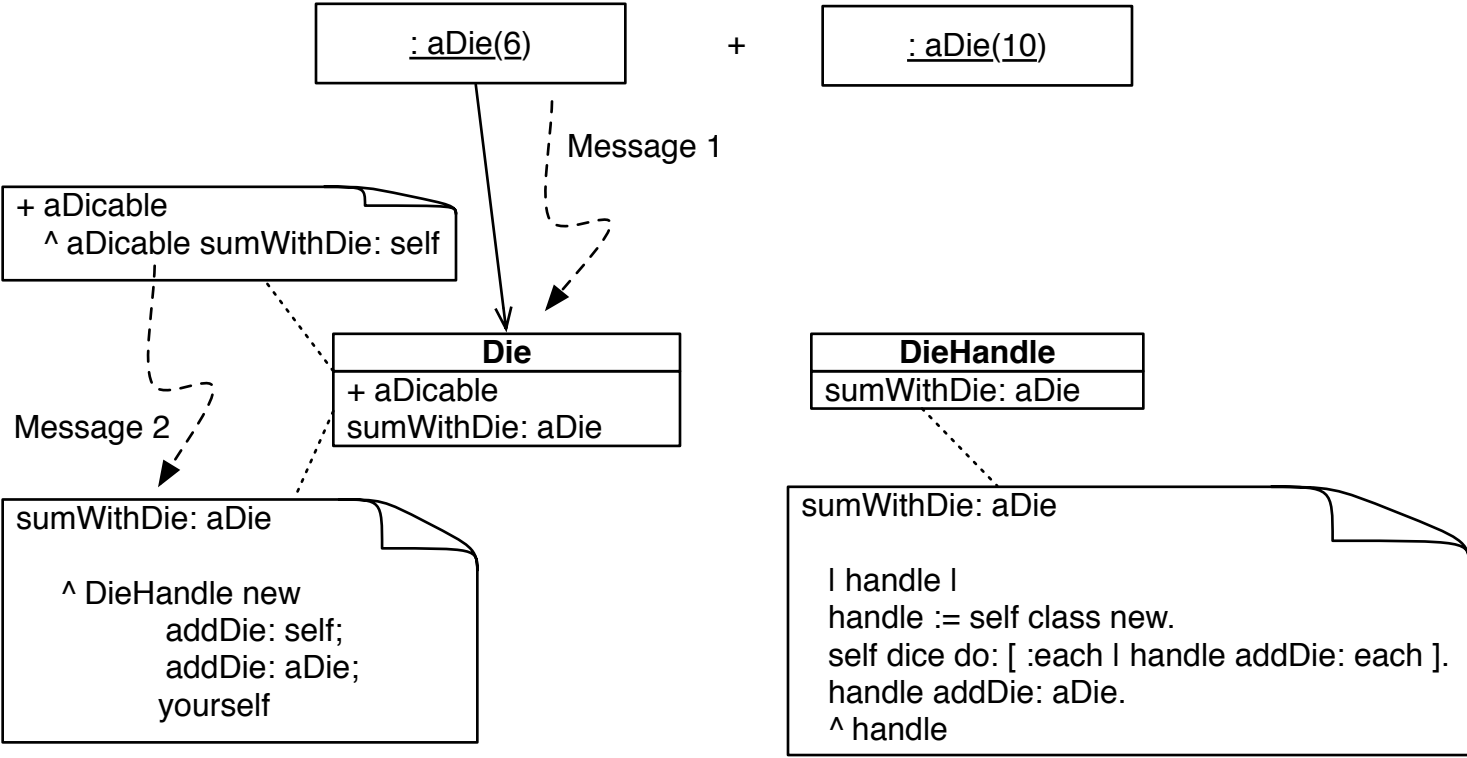 : aDie(6)
+
: aDie(10)
Message 1
+ aDicable
^ aDicable sumWithDie: self
Die
+ aDicable
sumWithDie: aDie
DieHandle
sumWithDie: aDie
Message 2
sumWithDie: aDie
^ DieHandle new
addDie: self;
addDie: aDie;
yourself
sumWithDie: aDie
| handle |
handle := self class new.
self dice do: [ :each | handle addDie: each ].
handle addDie: aDie.
^ handle